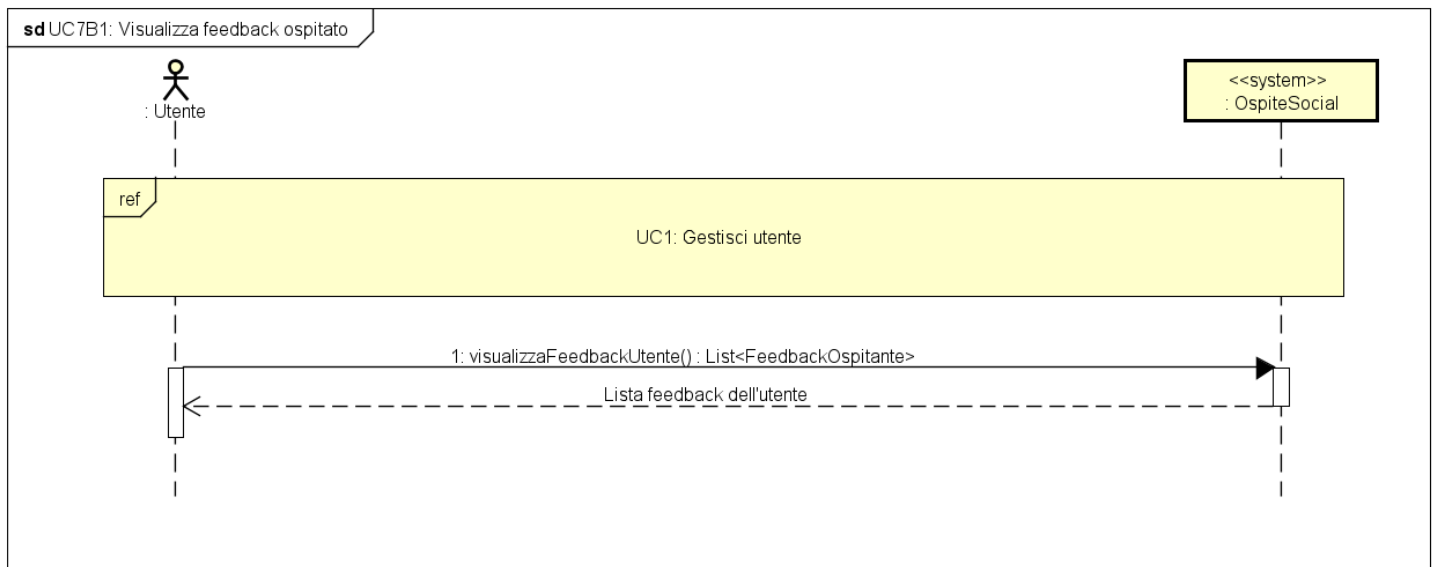 sd UC7B1: Visualizza feedback ospitato
: Utente
<<system>>
: OspiteSocial
ref
UC1: Gestisci utente
1: visualizzaFeedbackUtente() : List<FeedbackOspitante>
Lista feedback dell'utente